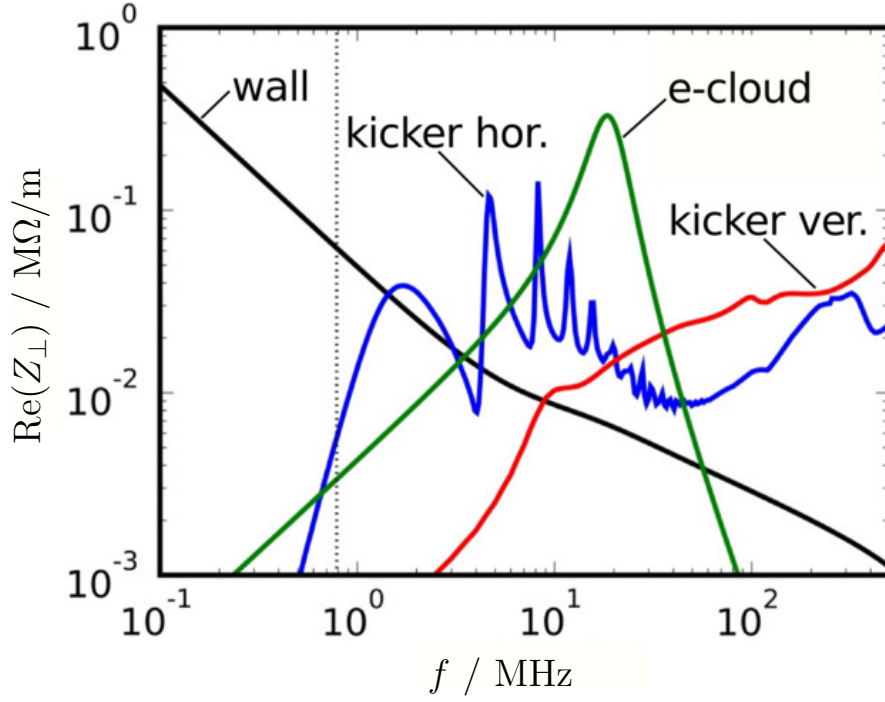 10^0
wall
e-cloud
kicker hor.
10^-1
kicker ver.
Re(Z⊥) / MΩ/m
10^-2
10^-3
10^-1 10^0 10^1 10^2
f / MHz